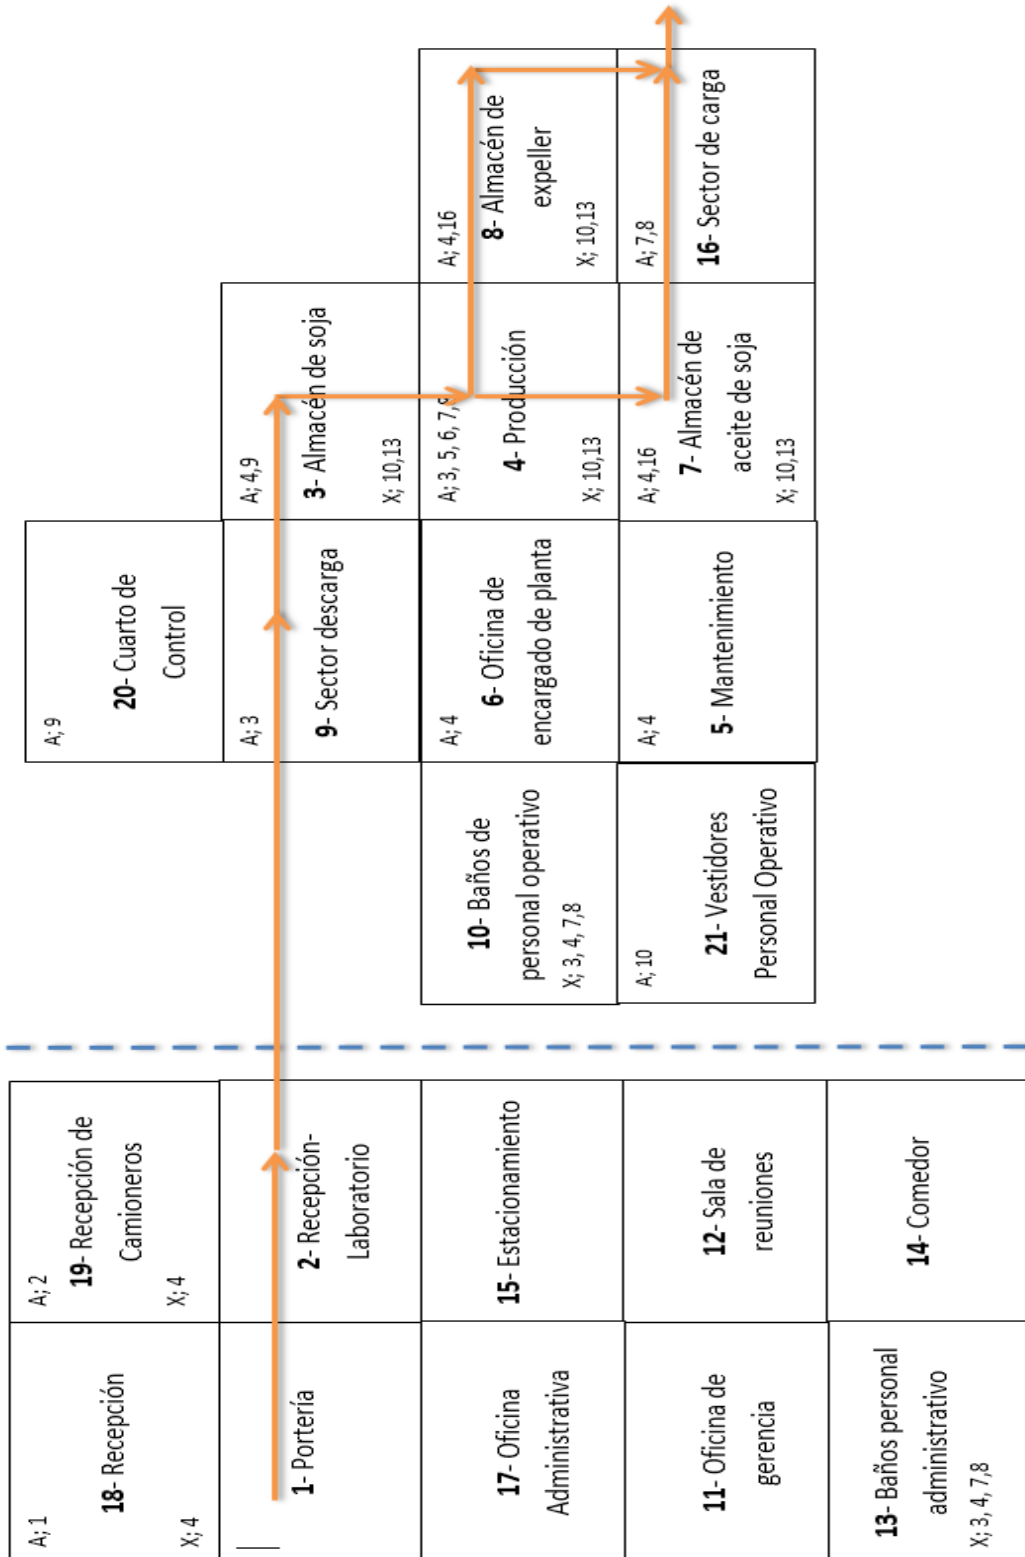 A; 1
18- Recepción
X; 4
A; 2
19- Recepción de
Camioneros
X; 4
A; 9
20- Cuarto de
Control
1- Portería
2- Recepción-
Laboratorio
A; 3
9- Sector descarga
A; 4,9
3- Almacén de soja
X; 10,13
17- Oficina
Administrativa
15- Estacionamiento
10- Baños de
personal operativo
X; 3, 4, 7,8
A; 4
6- Oficina de
encargado de planta
A; 3, 5, 6, 7,8
4- Producción
X; 10,13
A; 4,16
8- Almacén de
expeller
X; 10,13
11- Oficina de
gerencia
12- Sala de
reuniones
A; 10
21- Vestidores
Personal Operativo
A; 4
5- Mantenimiento
A; 4,16
7- Almacén de
aceite de soja
X; 10,13
A; 7,8
16- Sector de carga
13- Baños personal
administrativo
X; 3, 4, 7,8
14- Comedor